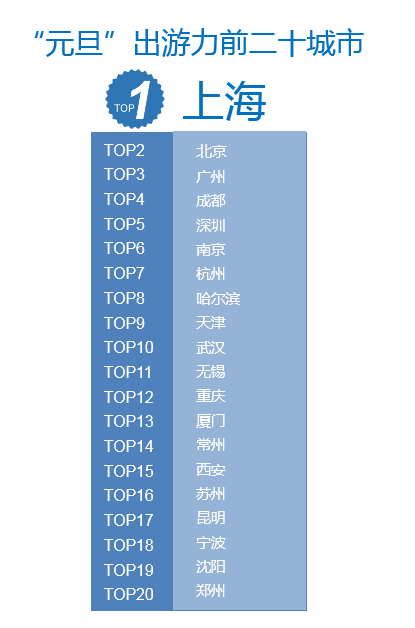 “元旦”出游力前二十城市
TOP1 上海
TOP2 北京
TOP3 广州
TOP4 成都
TOP5 深圳
TOP6 南京
TOP7 杭州
TOP8 哈尔滨
TOP9 天津
TOP10 武汉
TOP11 无锡
TOP12 重庆
TOP13 厦门
TOP14 常州
TOP15 西安
TOP16 苏州
TOP17 昆明
TOP18 宁波
TOP19 沈阳
TOP20 郑州